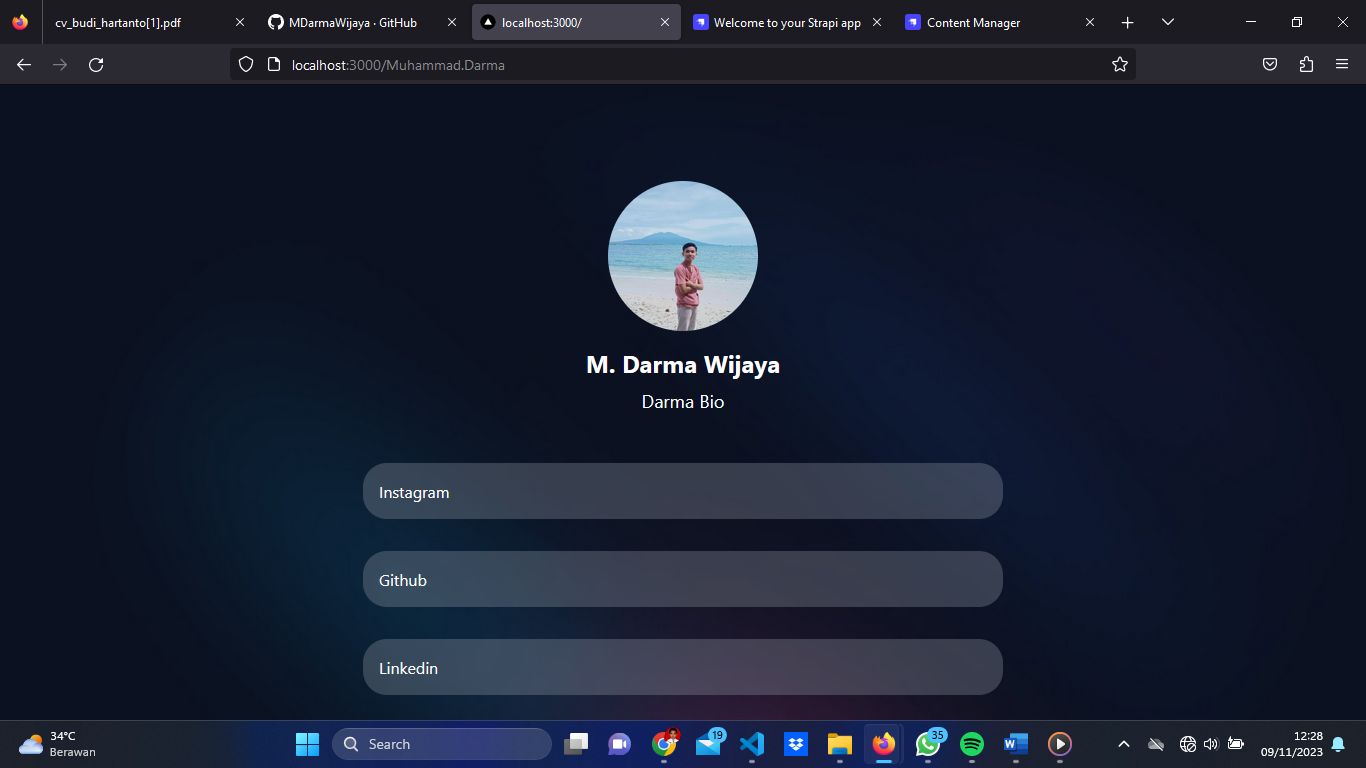 cv_budi_hartanto[1].pdf
MDarmaWijaya · GitHub
localhost:3000/
Welcome to your Strapi app
Content Manager
localhost:3000/Muhammad.Darma
M. Darma Wijaya
Darma Bio
Instagram
Github
Linkedin
34°C
Berawan
Search
19
35
12:28
09/11/2023